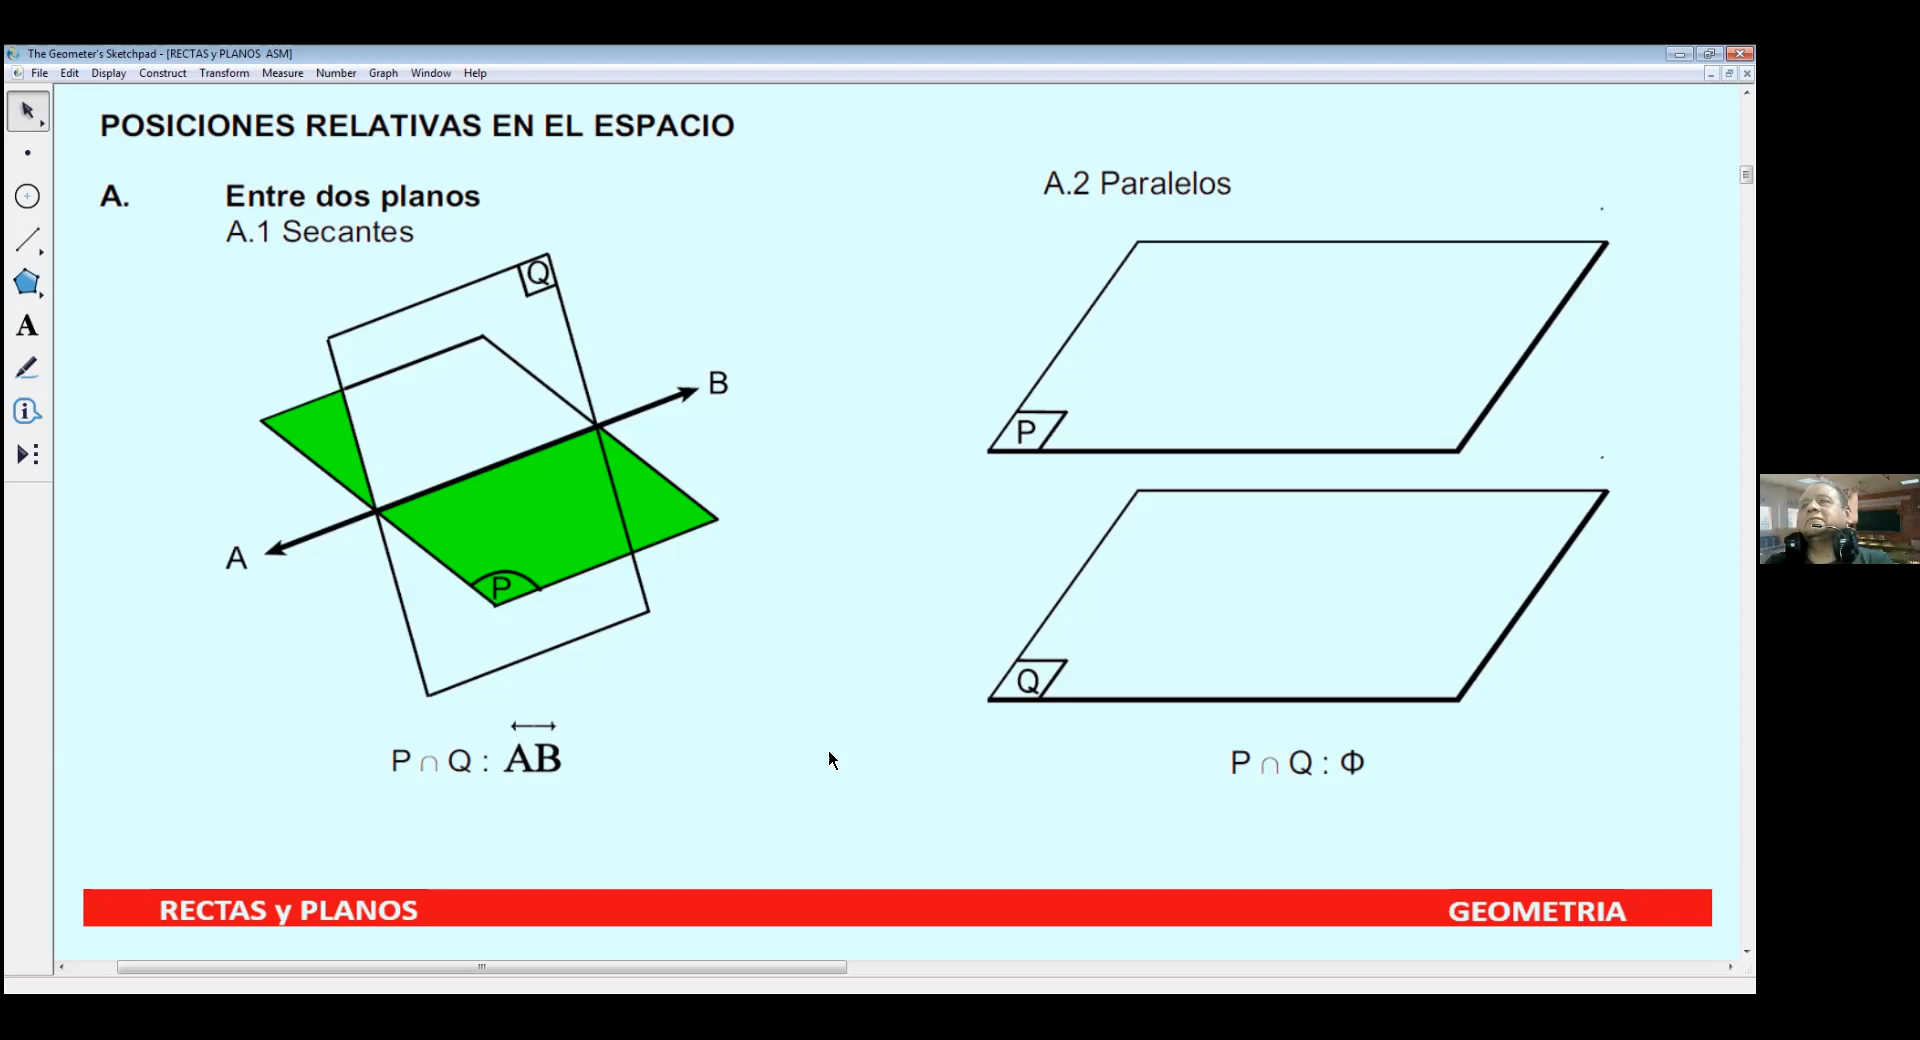 The Geometer's Sketchpad - [RECTAS y PLANOS ASM]
File Edit Display Construct Transform Measure Number Graph Window Help
POSICIONES RELATIVAS EN EL ESPACIO
A. Entre dos planos
A.1 Secantes
Q
B
A
P
P ∩ Q : AB
A.2 Paralelos
P
Q
P ∩ Q : Φ
RECTAS y PLANOS
GEOMETRIA